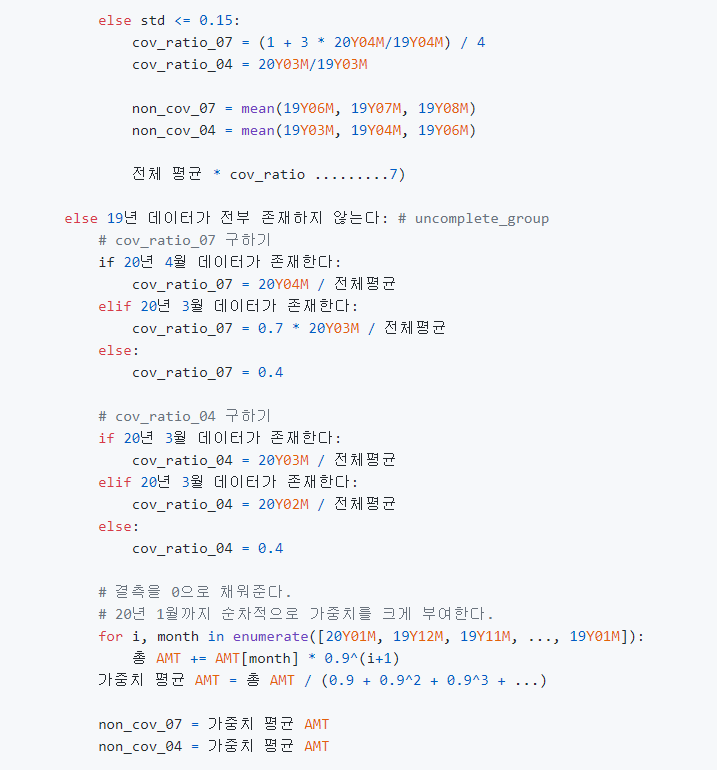 else std <= 0.15:
cov_ratio_07 = (1 + 3 * 20Y04M/19Y04M) / 4
cov_ratio_04 = 20Y03M/19Y03M
non_cov_07 = mean(19Y06M, 19Y07M, 19Y08M)
non_cov_04 = mean(19Y03M, 19Y04M, 19Y06M)
전체 평균 * cov_ratio .........7)
else 19년 데이터가 전부 존재하지 않는다: # uncomplete_group
# cov_ratio_07 구하기
if 20년 4월 데이터가 존재한다:
cov_ratio_07 = 20Y04M / 전체평균
elif 20년 3월 데이터가 존재한다:
cov_ratio_07 = 0.7 * 20Y03M / 전체평균
else:
cov_ratio_07 = 0.4
# cov_ratio_04 구하기
if 20년 3월 데이터가 존재한다:
cov_ratio_04 = 20Y03M / 전체평균
elif 20년 3월 데이터가 존재한다:
cov_ratio_04 = 20Y02M / 전체평균
else:
cov_ratio_04 = 0.4
# 결측을 0으로 채워준다.
# 20년 1월까지 순차적으로 가중치를 크게 부여한다.
for i, month in enumerate([20Y01M, 19Y12M, 19Y11M, ..., 19Y01M]):
총 AMT += AMT[month] * 0.9^(i+1)
가중치 평균 AMT = 총 AMT / (0.9 + 0.9^2 + 0.9^3 + ...)
non_cov_07 = 가중치 평균 AMT
non_cov_04 = 가중치 평균 AMT